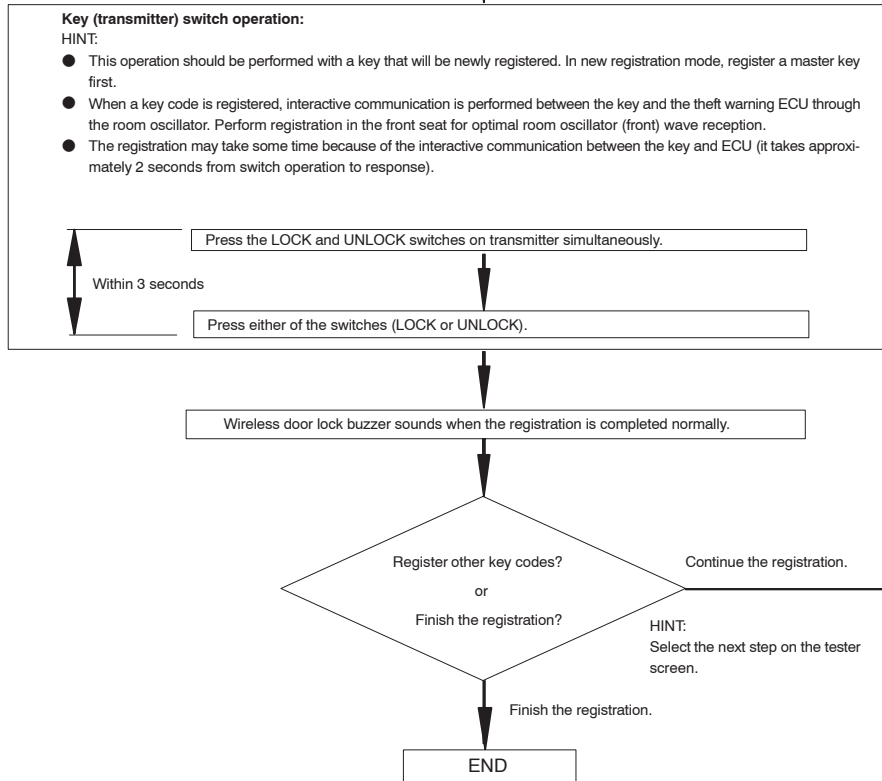 Key (transmitter) switch operation:
HINT:
● This operation should be performed with a key that will be newly registered. In new registration mode, register a master key
first.
● When a key code is registered, interactive communication is performed between the key and the theft warning ECU through
the room oscillator. Perform registration in the front seat for optimal room oscillator (front) wave reception.
● The registration may take some time because of the interactive communication between the key and ECU (it takes approxi-
mately 2 seconds from switch operation to response).
Press the LOCK and UNLOCK switches on transmitter simultaneously.
Within 3 seconds
Press either of the switches (LOCK or UNLOCK).
Wireless door lock buzzer sounds when the registration is completed normally.
Register other key codes?
or
Finish the registration?
Continue the registration.
HINT:
Select the next step on the tester
screen.
Finish the registration.
END